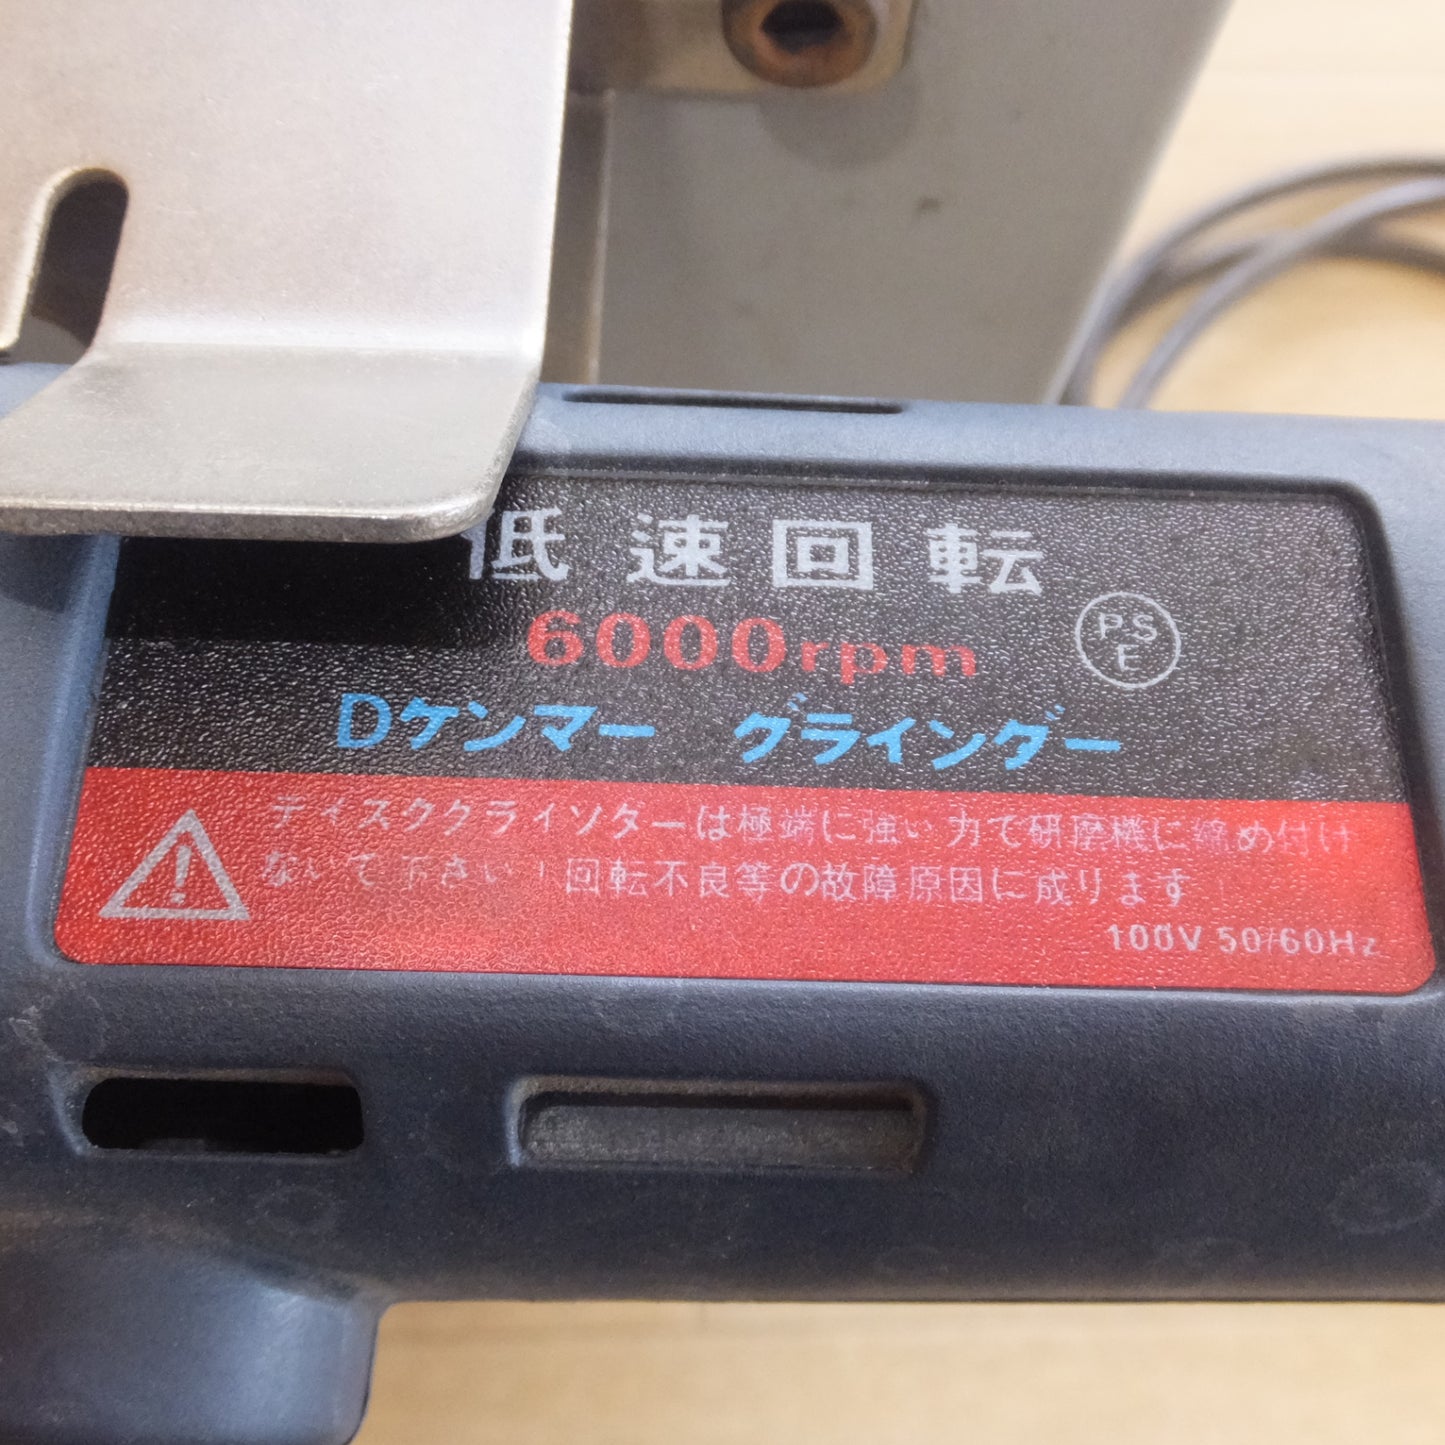 低速回転
6000rpm
PSE
Dケンマー グラインダー
ディスクグラインダーは極端に強い力で研磨機に締め付け
ないで下さい!回転不良等の故障原因に成ります
100V 50/60Hz